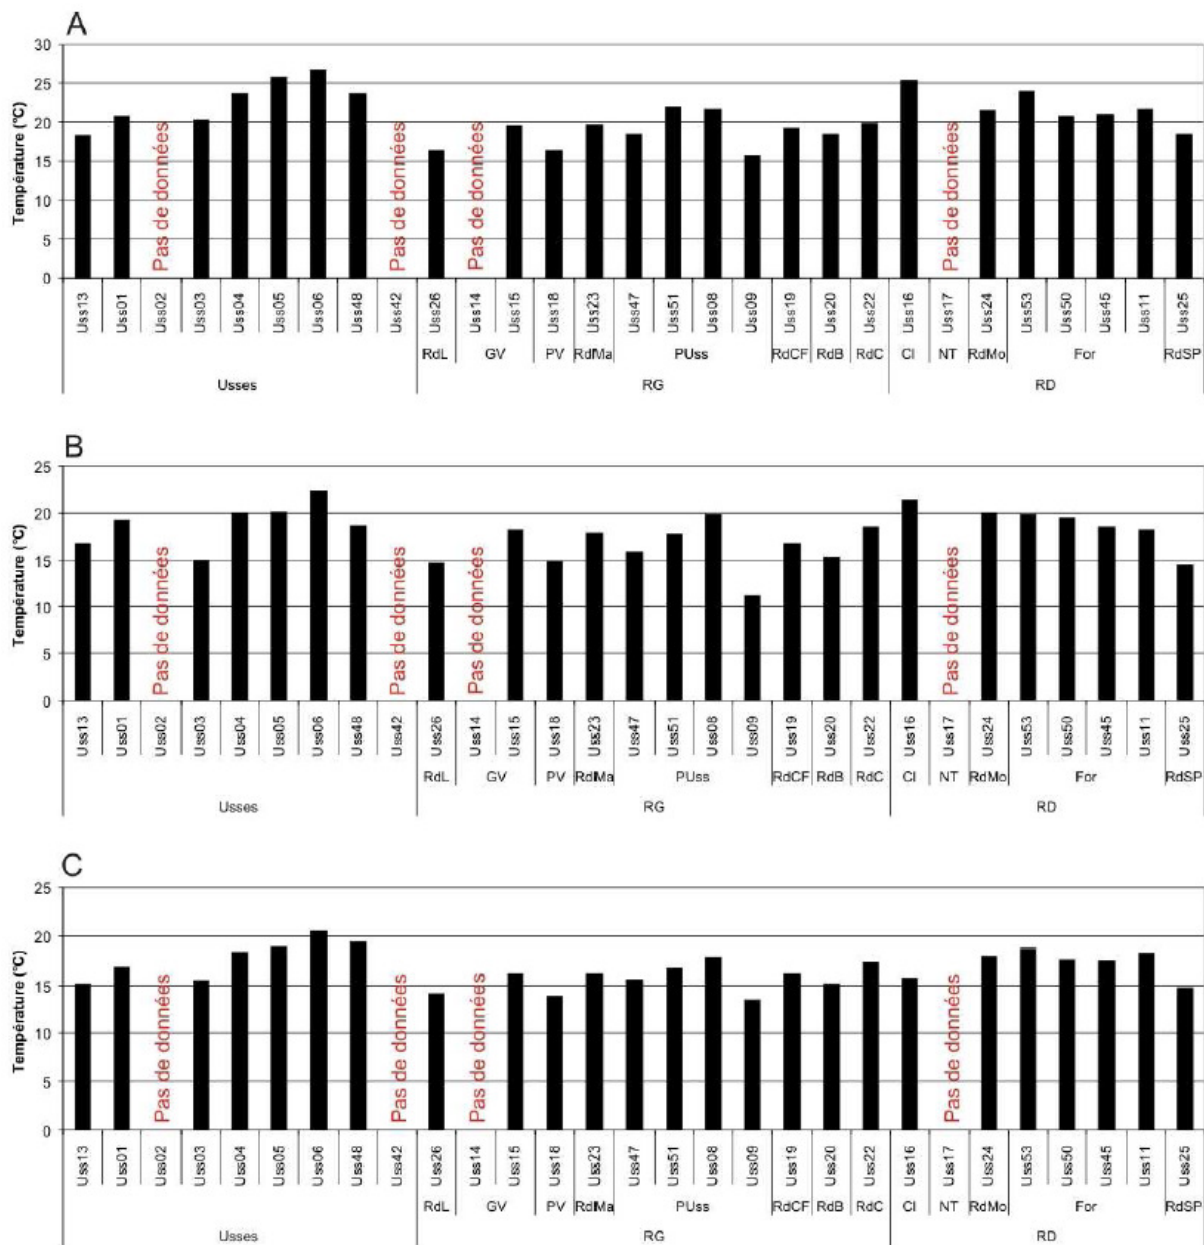 A
Température (°C)
30
25
20
15
10
5
0
Pas de données
Pas de données
Pas de données
Pas de données
Uss13 Uss01 Uss02 Uss03 Uss04 Uss05 Uss06 Uss48 Uss42 Uss26 Uss14 Uss15 Uss18 Uss23 Uss47 Uss51 Uss08 Uss09 Uss19 Uss20 Uss22 Uss16 Uss17 Uss24 Uss53 Uss50 Uss45 Uss11 Uss25
RdL GV PV RdlMa PUss RdCF RdB RdC Cl NT RdMo For RdSP
Usses RG RD
B
Température (°C)
25
20
15
10
5
0
Pas de données
Pas de données
Pas de données
Pas de données
Uss13 Uss01 Uss02 Uss03 Uss04 Uss05 Uss06 Uss48 Uss42 Uss26 Uss14 Uss15 Uss18 Uss23 Uss47 Uss51 Uss08 Uss09 Uss19 Uss20 Uss22 Uss16 Uss17 Uss24 Uss53 Uss50 Uss45 Uss11 Uss25
RdL GV PV RdlMa PUss RdCF RdB RdC Cl NT RdMo For RdSP
Usses RG RD
C
Température (°C)
25
20
15
10
5
0
Pas de données
Pas de données
Pas de données
Pas de données
Uss13 Uss01 Uss02 Uss03 Uss04 Uss05 Uss06 Uss48 Uss42 Uss26 Uss14 Uss15 Uss18 Uss23 Uss47 Uss51 Uss08 Uss09 Uss19 Uss20 Uss22 Uss16 Uss17 Uss24 Uss53 Uss50 Uss45 Uss11 Uss25
RdL GV PV RdlMa PUss RdCF RdB RdC Cl NT RdMo For RdSP
Usses RG RD